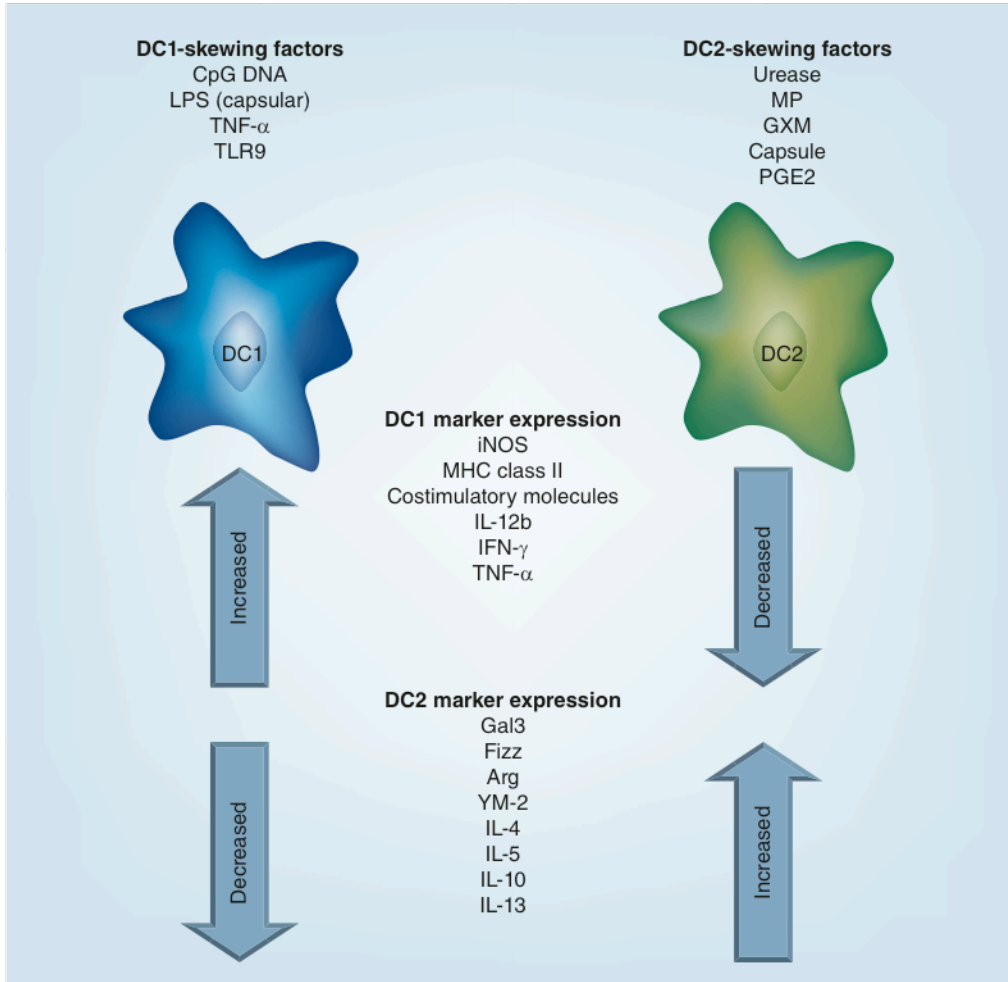 DC1-skewing factors
CpG DNA
LPS (capsular)
TNF-α
TLR9
DC2-skewing factors
Urease
MP
GXM
Capsule
PGE2
DC1
DC2
DC1 marker expression
iNOS
MHC class II
Costimulatory molecules
IL-12b
IFN-γ
TNF-α
Increased
Decreased
DC2 marker expression
Gal3
Fizz
Arg
YM-2
IL-4
IL-5
IL-10
IL-13
Decreased
Increased